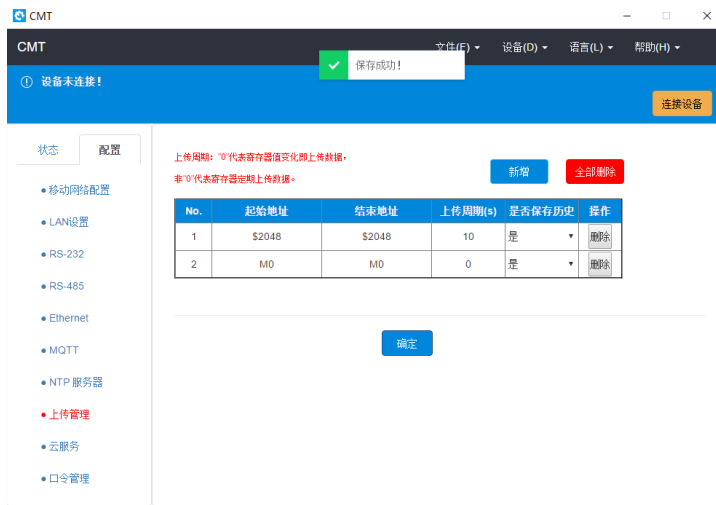 CMT
CMT
文件(F) 设备(D) 语言(L) 帮助(H)
保存成功！
设备未连接！
连接设备
状态 配置
移动网络配置
LAN设置
RS-232
RS-485
Ethernet
MQTT
NTP 服务器
上传管理
云服务
口令管理
上传周期："0"代表寄存器值变化即上传数据，
非"0"代表寄存器定期上传数据。
新增 全部删除
No. 起始地址 结束地址 上传周期(s) 是否保存历史 操作
1 $2048 $2048 10 是 删除
2 M0 M0 0 是 删除
确定